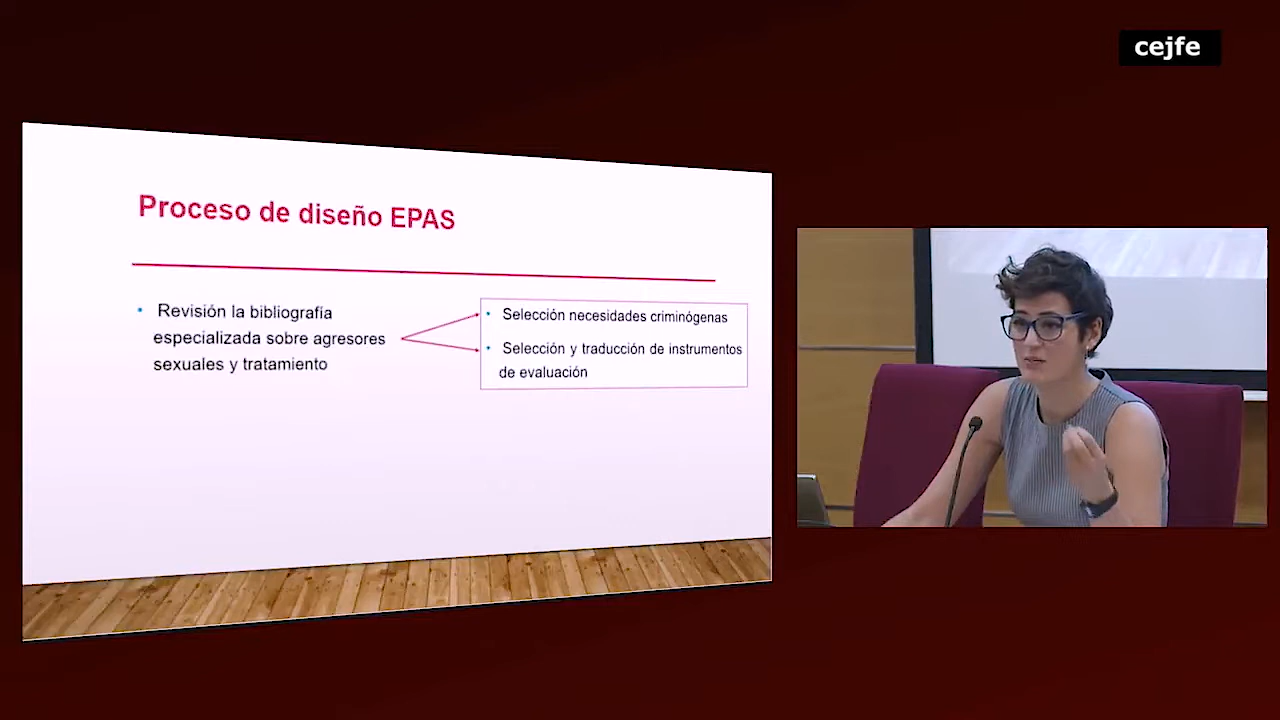 cejfe
Proceso de diseño EPAS
• Revisión la bibliografía
especializada sobre agresores
sexuales y tratamiento
• Selección necesidades criminógenas
• Selección y traducción de instrumentos
de evaluación